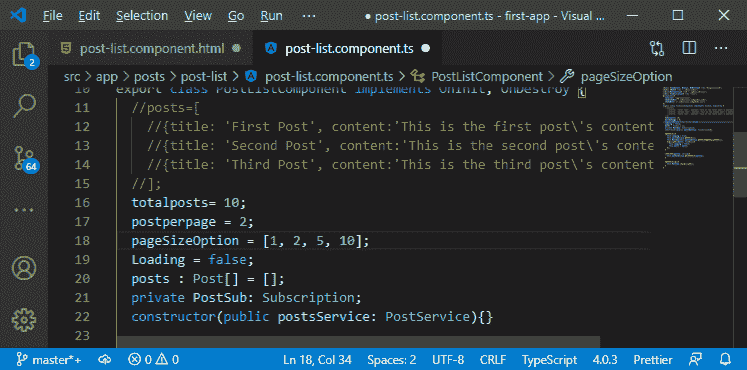 File Edit Selection View Go Run ... ● post-list.component.ts - first-app - Visual ...
post-list.component.html ● post-list.component.ts ● ...
2
src > app > posts > post-list > post-list.component.ts > PostListComponent > pageSizeOption
10 export class PostListComponent implements OnInit, OnDestroy {
11 //posts=[
12 //{title: 'First Post', content:'This is the first post\'s content
13 //{title: 'Second Post', content:'This is the second post\'s conte
14 //{title: 'Third Post', content:'This is the third post\'s content
64
15 //];
16 totalposts= 10;
17 postperpage = 2;
18 pageSizeOption = [1, 2, 5, 10];
19 Loading = false;
20 posts : Post[] = [];
21 private PostSub: Subscription;
22 constructor(public postsService: PostService){}
23
master*+ 0 0 Ln 18, Col 34 Spaces: 2 UTF-8 CRLF TypeScript 4.0.3 Prettier